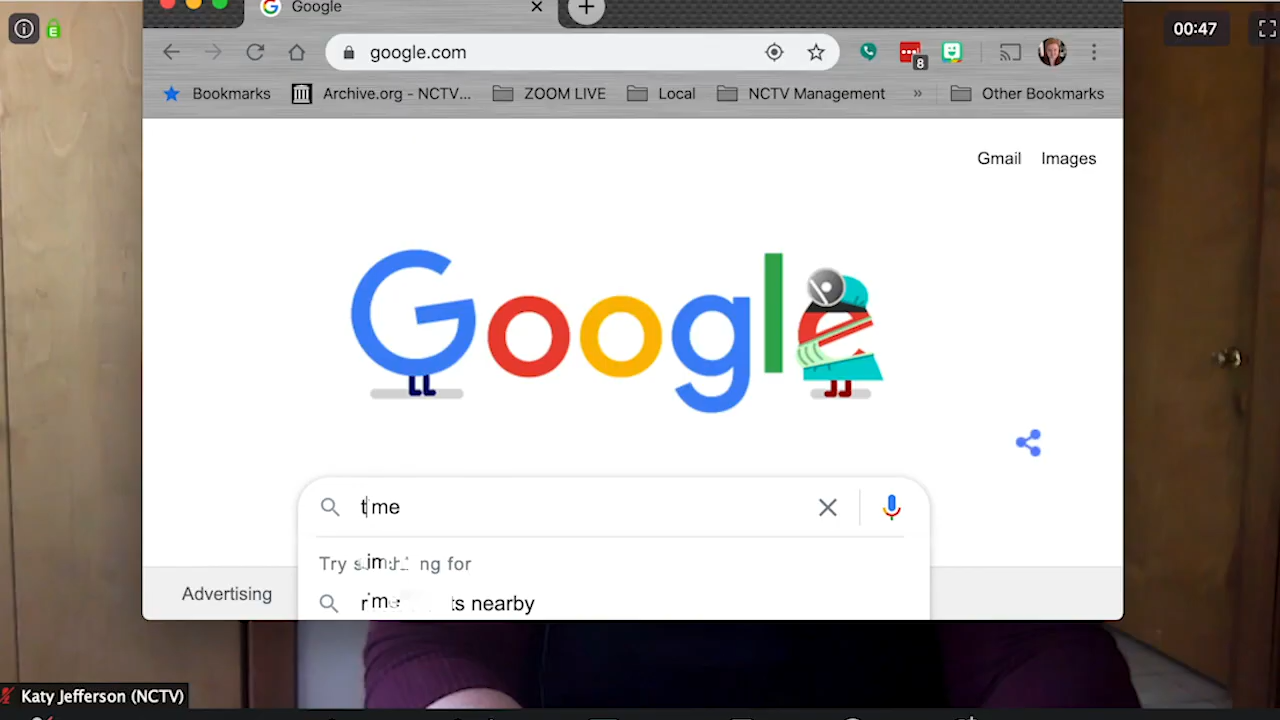 Google
00:47
google.com
8
Bookmarks
Archive.org - NCTV...
ZOOM LIVE
Local
NCTV Management
»
Other Bookmarks
Gmail
Images
Google
Try
ng for
ts nearby
Advertising
Katy Jefferson (NCTV)